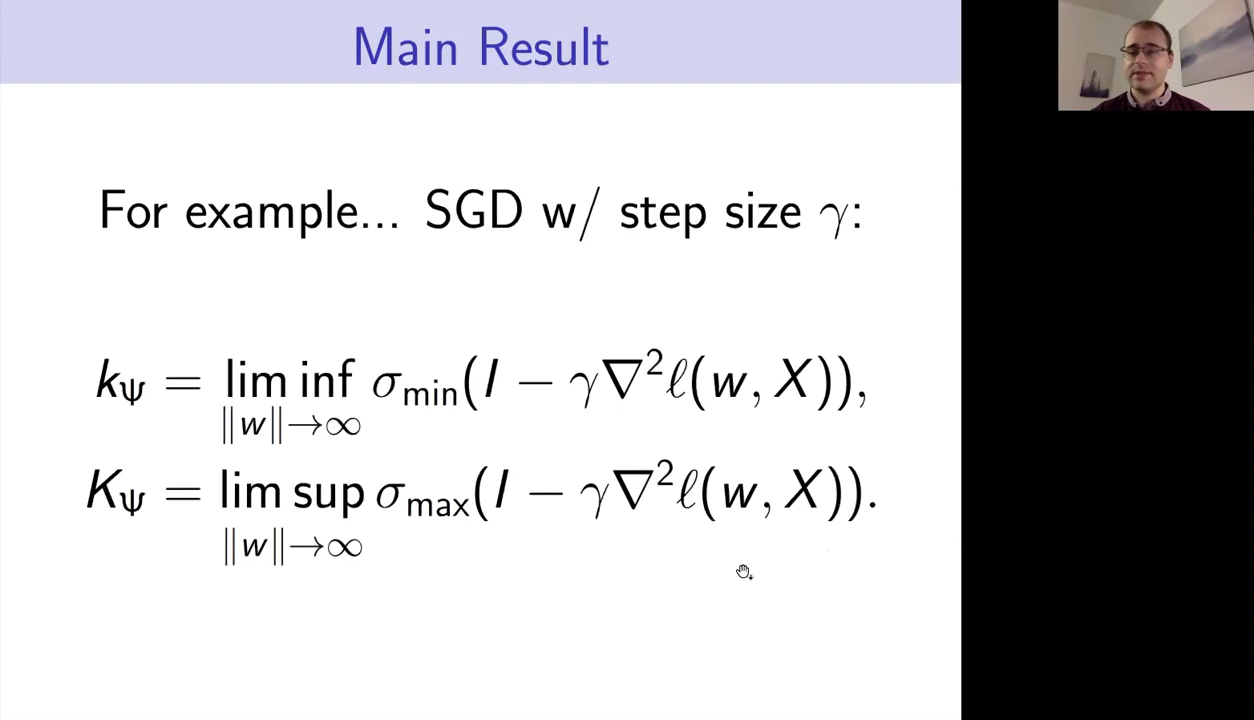 Main Result
For example... SGD w/ step size γ:
k_Ψ = lim inf_{‖w‖→∞} σ_min(I − γ∇²ℓ(w, X)),
K_Ψ = lim sup_{‖w‖→∞} σ_max(I − γ∇²ℓ(w, X)).